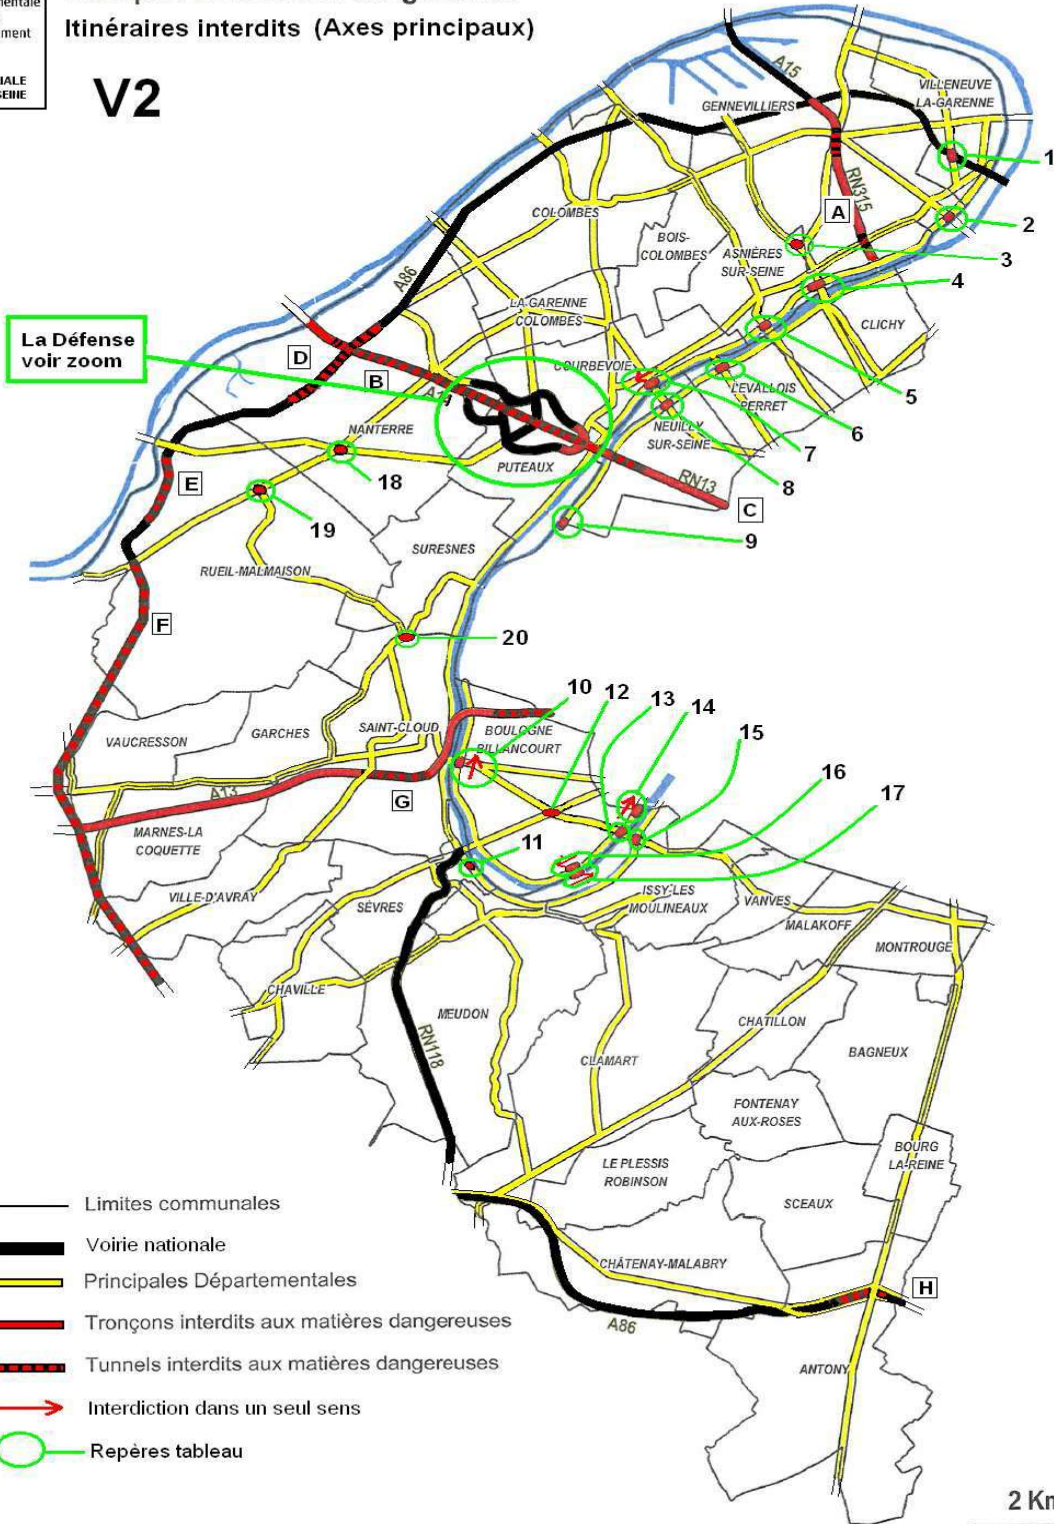 Itinéraires interdits (Axes principaux)
V2
ment
IALE
SEINE
A15
VILLENEUVE
LA-GARENNE
GENNEVILLIERS
1
RN315
A
2
COLOMBES
BOIS-
COLOMBES
ASNIÈRES
SUR-SEINE
3
4
A86
LA-GARENNE
COLOMBES
CLICHY
La Défense
voir zoom
D
B
COURBEVOIE
LEVALLOIS
PERRET
5
6
NANTERRE
NEUILLY
SUR-SEINE
7
PUTEAUX
RN13
8
E
18
C
19
9
SURESNES
RUEIL-MALMAISON
F
20
10
12
13
14
15
16
17
VAUCRESSON
GARCHES
SAINT-CLOUD
BOULOGNE
BILLANCOURT
A13
G
MARNES-LA
COQUETTE
11
VILLE-D'AVRAY
SÈVRES
ISSY-LES
MOULINEAUX
VANVES
MALAKOFF
MONTROUGE
CHAVILLE
MEUDON
RN118
CHATILLON
CLAMART
BAGNEUX
FONTENAY
AUX-ROSES
BOURG
LA-REINE
LE PLESSIS
ROBINSON
SCEAUX
CHÂTENAY-MALABRY
H
A86
ANTONY
Limites communales
Voirie nationale
Principales Départementales
Tronçons interdits aux matières dangereuses
Tunnels interdits aux matières dangereuses
Interdiction dans un seul sens
Repères tableau
2 Km